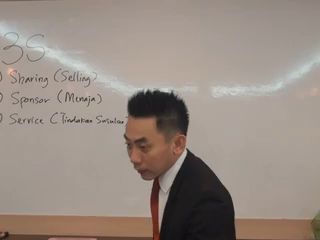 3S
) Sharing (Selling)
) Sponsor (Menaja)
) Service (Tindakan Susulan